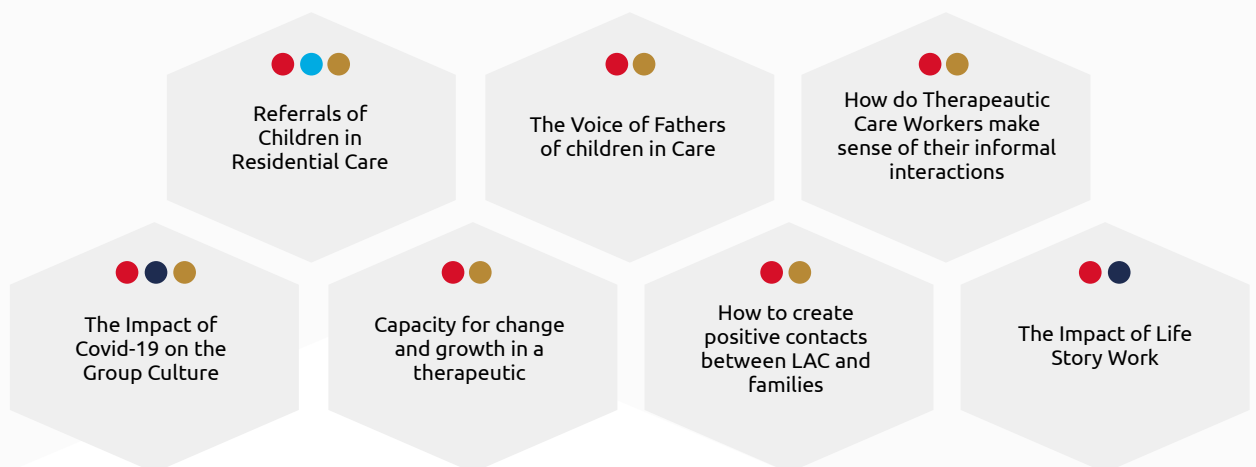 Referrals of
Children in
Residential Care
The Voice of Fathers
of children in Care
How do Therapeautic
Care Workers make
sense of their informal
interactions
The Impact of
Covid-19 on the
Group Culture
Capacity for change
and growth in a
therapeutic
How to create
positive contacts
between LAC and
families
The Impact of Life
Story Work